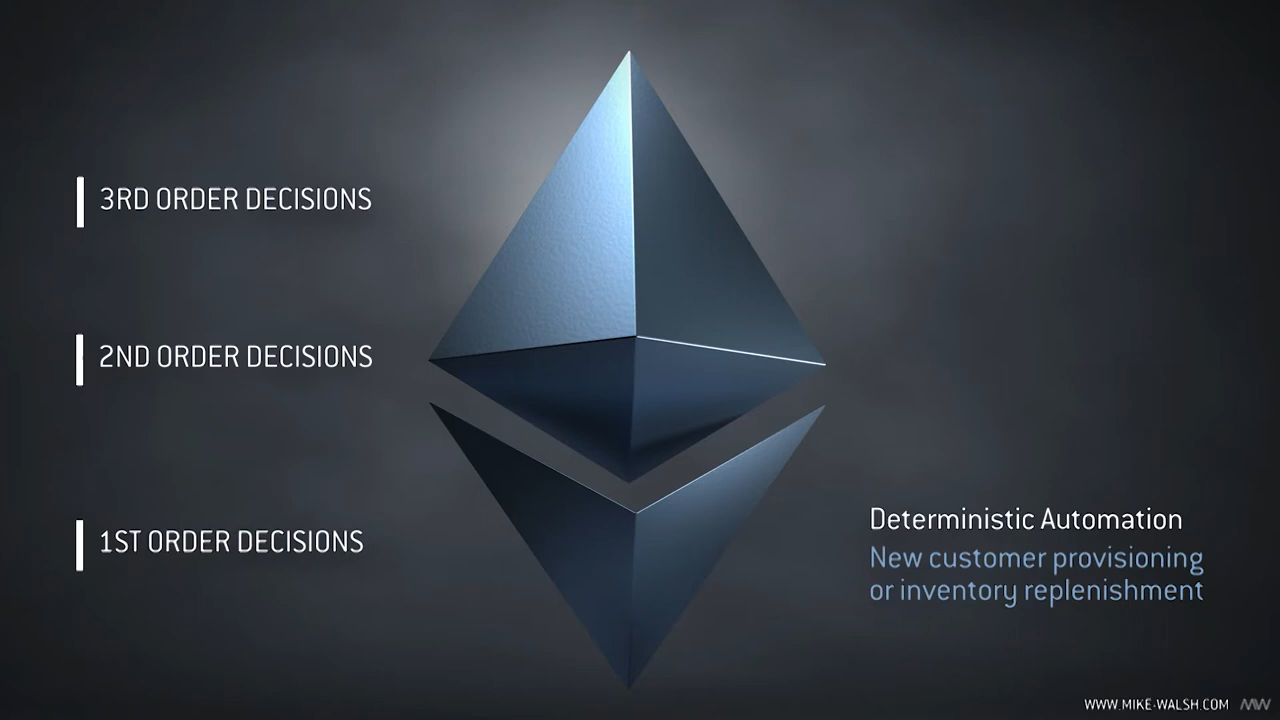 3RD ORDER DECISIONS
2ND ORDER DECISIONS
1ST ORDER DECISIONS
Deterministic Automation
New customer provisioning
or inventory replenishment
WWW.MIKE-WALSH.COM MW